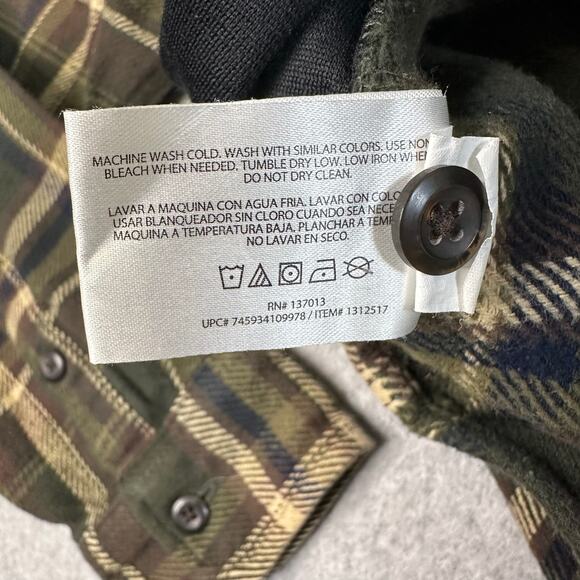 MACHINE WASH COLD. WASH WITH SIMILAR COLORS. USE NON
BLEACH WHEN NEEDED. TUMBLE DRY LOW. LOW IRON WHEN
DO NOT DRY CLEAN.
LAVAR A MAQUINA CON AGUA FRIA. LAVAR CON COLO
USAR BLANQUEADOR SIN CLORO CUANDO SEA NECE
MAQUINA A TEMPERATURA BAJA. PLANCHAR A TEMP
NO LAVAR EN SECO.
RN# 137013
UPC# 745934109978 / ITEM# 1312517